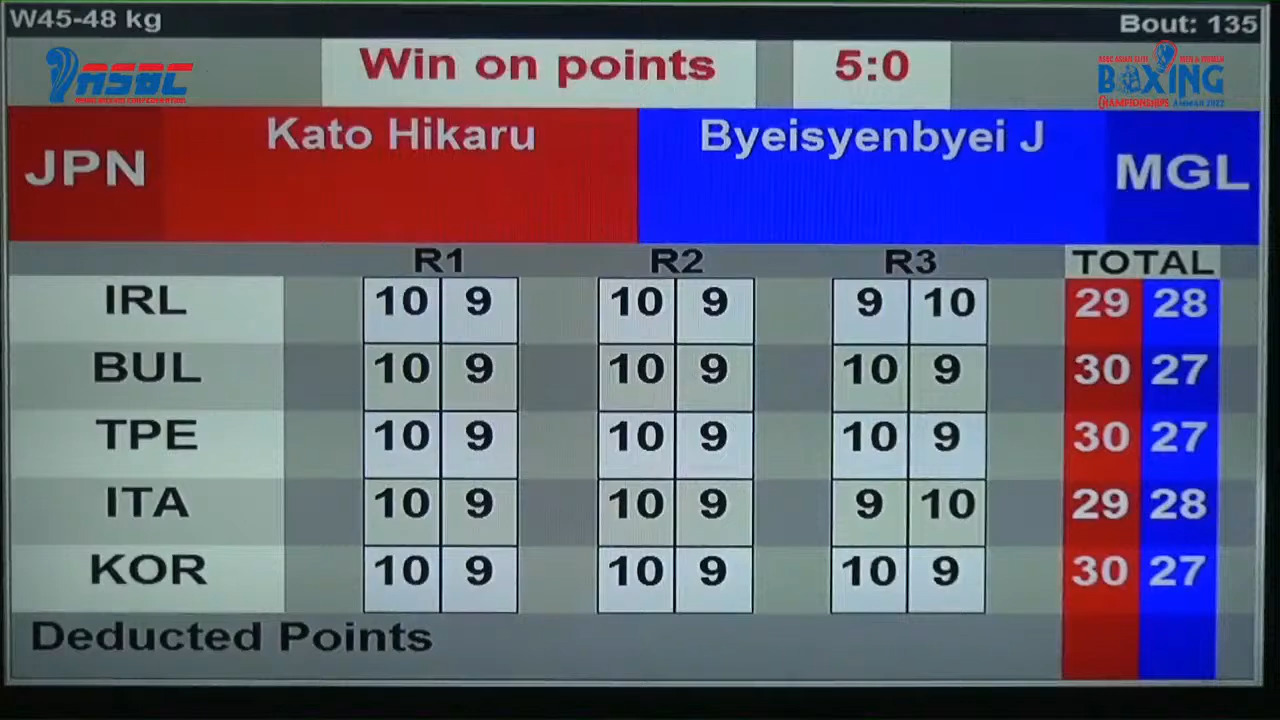 W45-48 kg
Bout: 135
ASBC
Win on points
5:0
BOXING
CHAMPIONSHIPS, AMMAN 2022
JPN
Kato Hikaru
Byeisyenbyei J
MGL
R1 R2 R3 TOTAL
IRL 10 9 10 9 9 10 29 28
BUL 10 9 10 9 10 9 30 27
TPE 10 9 10 9 10 9 30 27
ITA 10 9 10 9 9 10 29 28
KOR 10 9 10 9 10 9 30 27
Deducted Points